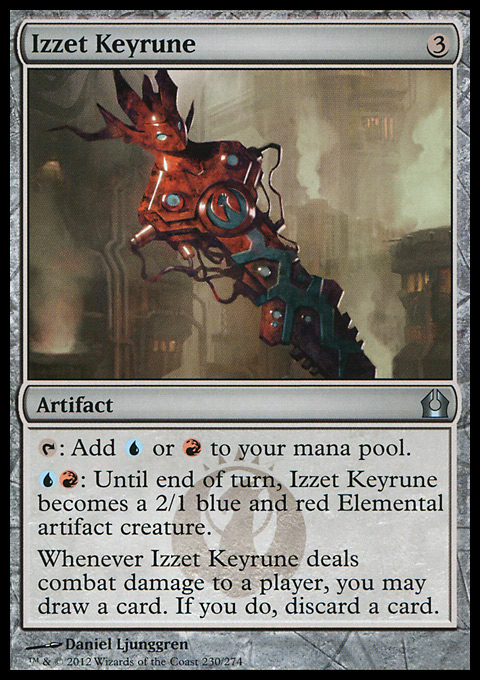 Izzet Keyrune 3
Artifact
: Add or to your mana pool.
: Until end of turn, Izzet Keyrune
becomes a 2/1 blue and red Elemental
artifact creature.
Whenever Izzet Keyrune deals
combat damage to a player, you may
draw a card. If you do, discard a card.
Daniel Ljunggren
™ & © 2012 Wizards of the Coast 230/274